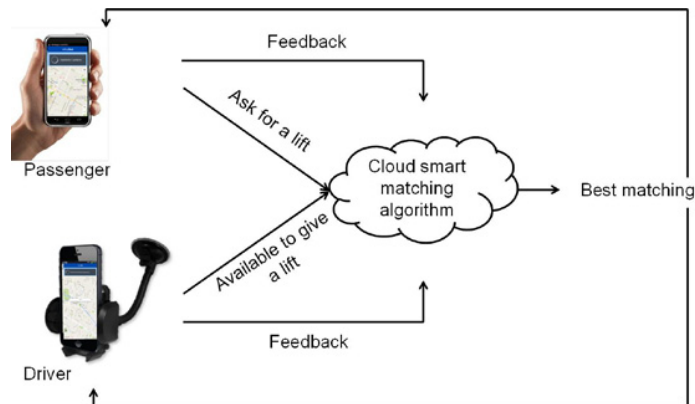 Feedback
Ask for a lift
Passenger
Cloud smart
matching
algorithm
Best matching
Available to give
a lift
Feedback
Driver